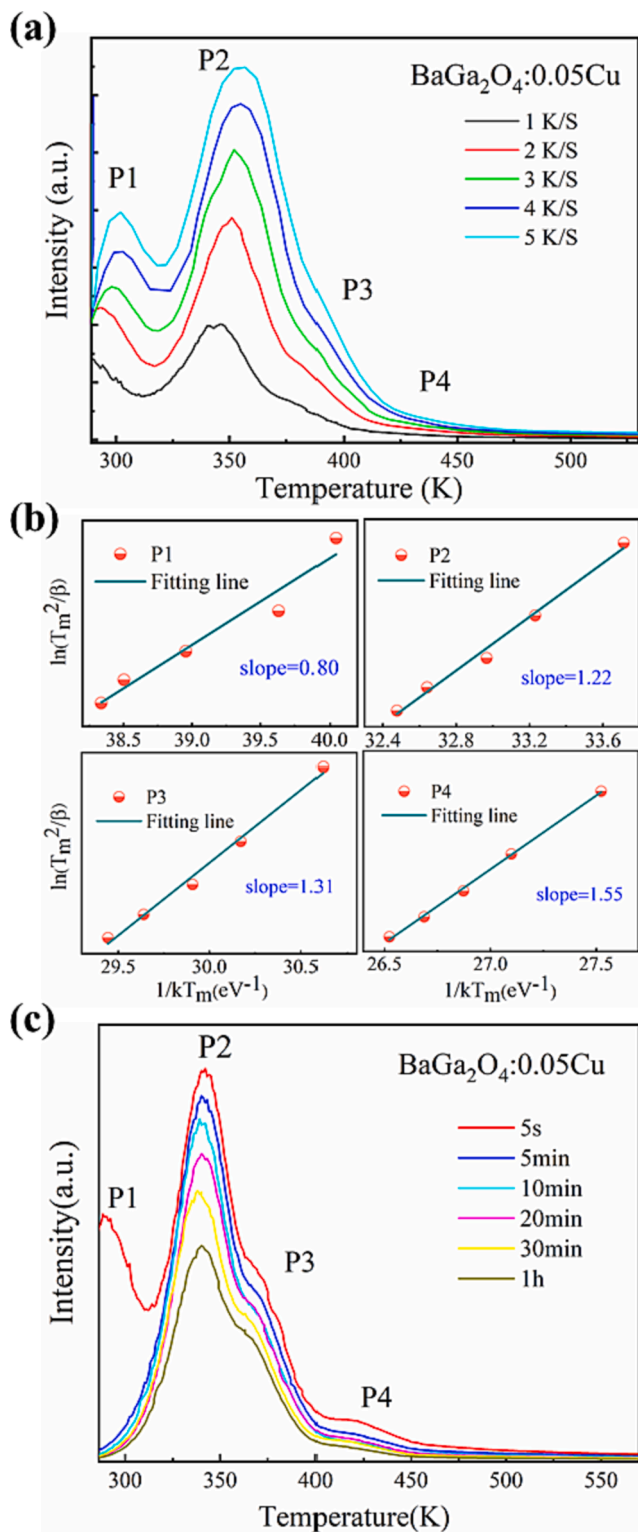 (a)
P2
BaGa₂O₄:0.05Cu
1 K/S
2 K/S
3 K/S
4 K/S
5 K/S
P1
P3
P4
Intensity (a.u.)
300 350 400 450 500
Temperature (K)
(b)
P1
Fitting line
slope=0.80
ln(Tₘ²/β)
38.5 39.0 39.5 40.0
P2
Fitting line
slope=1.22
32.4 32.8 33.2 33.6
P3
Fitting line
slope=1.31
ln(Tₘ²/β)
29.5 30.0 30.5
1/kTₘ(eV⁻¹)
P4
Fitting line
slope=1.55
26.5 27.0 27.5
1/kTₘ(eV⁻¹)
(c)
P2
BaGa₂O₄:0.05Cu
5s
5min
10min
20min
30min
1h
P1
P3
P4
Intensity(a.u.)
300 350 400 450 500 550
Temperature(K)